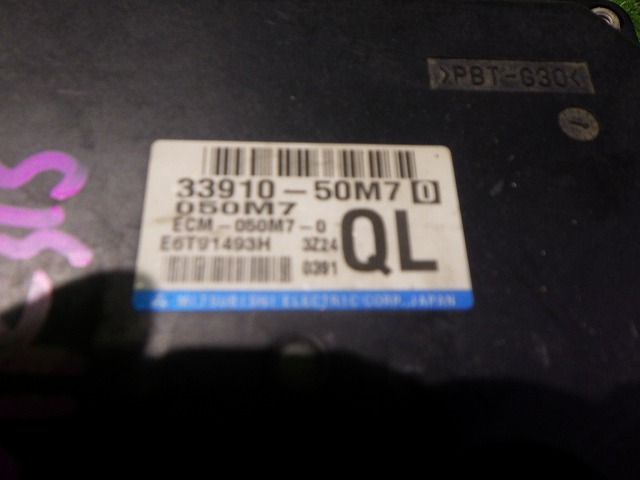 >PBT-G30<
33910-50M7 0
050M7
ECM-050M7-0
E6T91493H 3Z24
QL
0391
MITSUBISHI ELECTRIC CORP., JAPAN